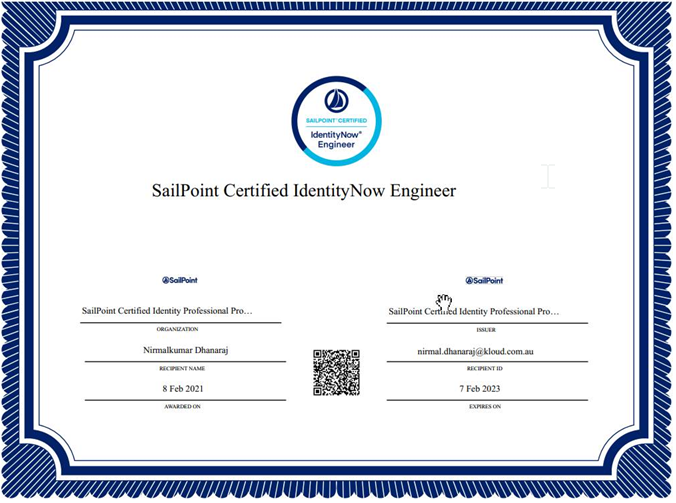 SAILPOINT® CERTIFIED
IdentityNow®
Engineer
SailPoint Certified IdentityNow Engineer
SailPoint
SailPoint Certified Identity Professional Pro…
ORGANIZATION
Nirmalkumar Dhanaraj
RECIPIENT NAME
8 Feb 2021
AWARDED ON
SailPoint
SailPoint Certified Identity Professional Pro…
ISSUER
nirmal.dhanaraj@kloud.com.au
RECIPIENT ID
7 Feb 2023
EXPIRES ON